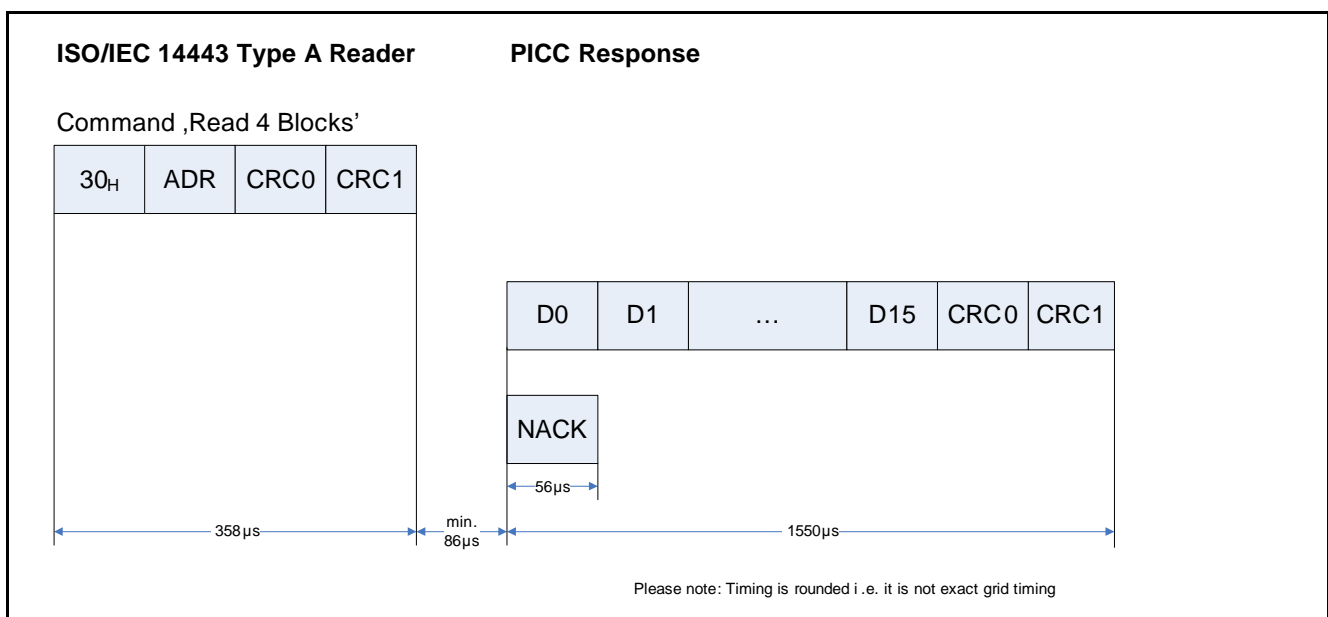 ISO/IEC 14443 Type A Reader
PICC Response
Command ‚Read 4 Blocks’
30H ADR CRC0 CRC1
D0 D1 … D15 CRC0 CRC1
NACK
56µs
358µs
min.
86µs
1550µs
Please note: Timing is rounded i .e. it is not exact grid timing